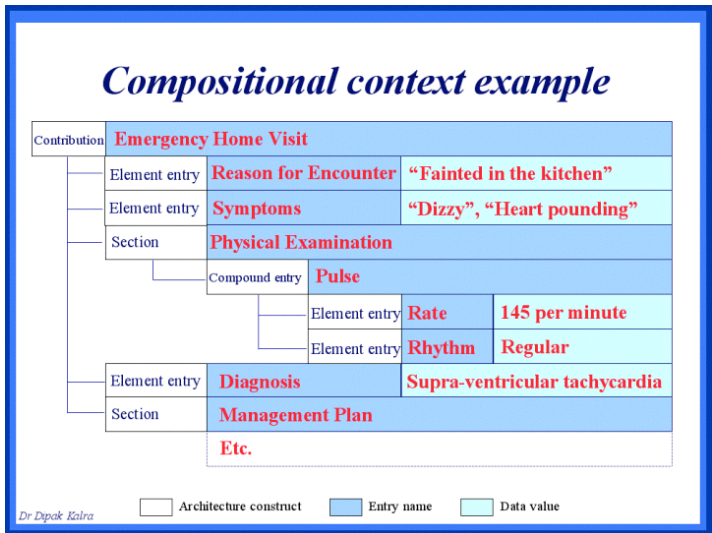 Compositional context example
Contribution Emergency Home Visit
Element entry Reason for Encounter “Fainted in the kitchen”
Element entry Symptoms “Dizzy”, “Heart pounding”
Section Physical Examination
Compound entry Pulse
Element entry Rate 145 per minute
Element entry Rhythm Regular
Element entry Diagnosis Supra-ventricular tachycardia
Section Management Plan
Etc.
Architecture construct Entry name Data value
Dr Dipak Kalra